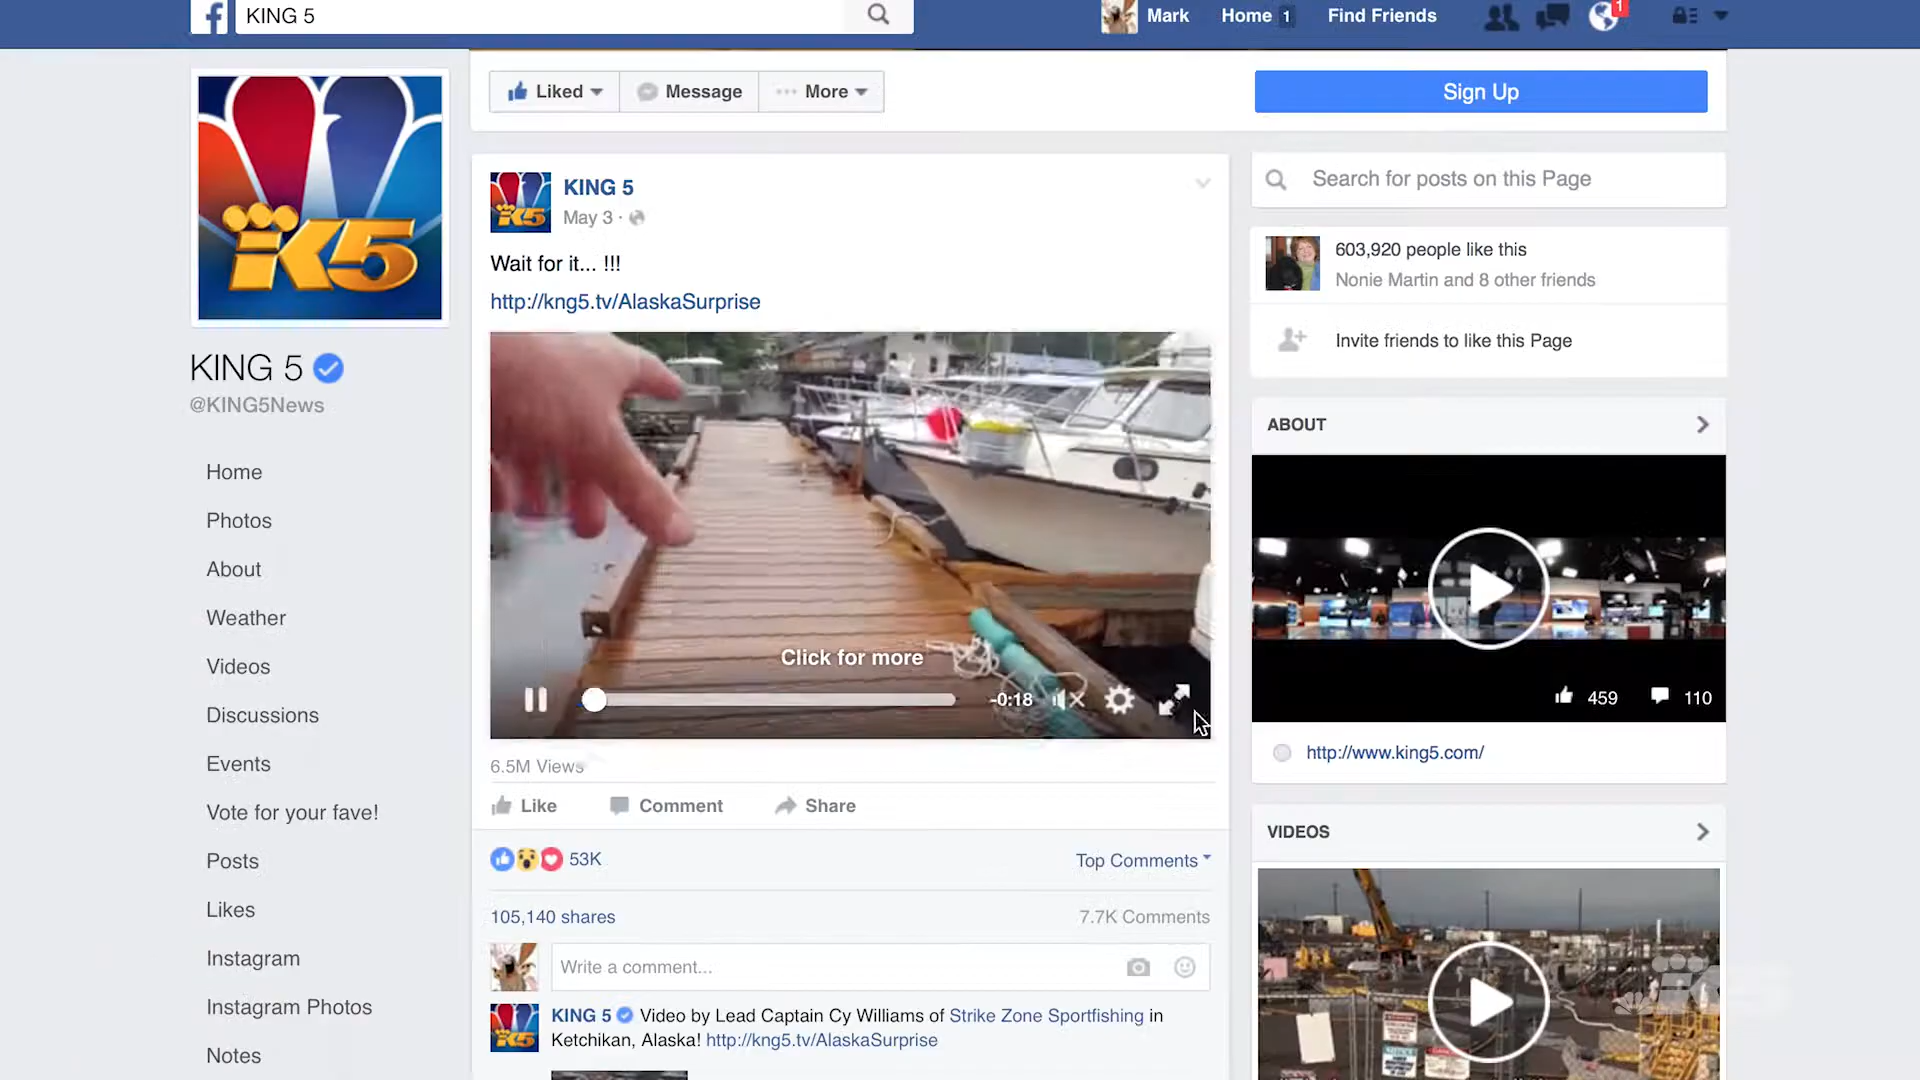 KING 5
Mark
Home 1
Find Friends
1
Liked
Message
More
Sign Up
K5
KING 5
@KING5News
Home
Photos
About
Weather
Videos
Discussions
Events
Vote for your fave!
Posts
Likes
Instagram
Instagram Photos
Notes
K5
KING 5
May 3 ·
Wait for it... !!!
http://kng5.tv/AlaskaSurprise
Click for more
-0:18
6.5M Views
Like
Comment
Share
53K
Top Comments
105,140 shares
7.7K Comments
Write a comment...
K5
KING 5 Video by Lead Captain Cy Williams of Strike Zone Sportfishing in
Ketchikan, Alaska! http://kng5.tv/AlaskaSurprise
Search for posts on this Page
603,920 people like this
Nonie Martin and 8 other friends
Invite friends to like this Page
ABOUT
459
110
http://www.king5.com/
VIDEOS